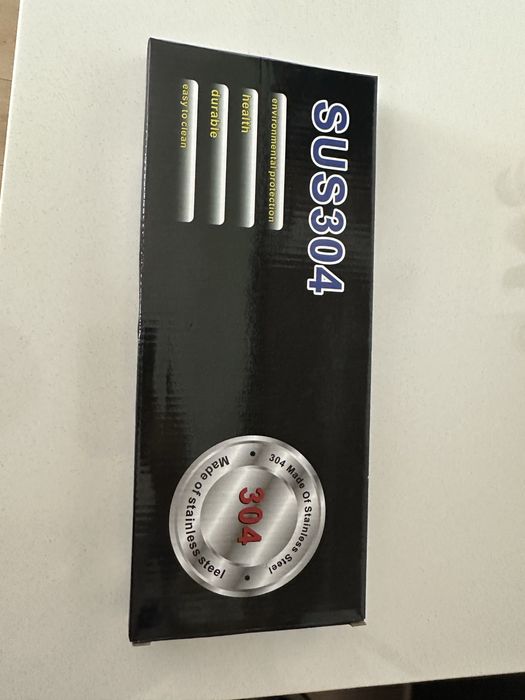 SUS304
environmental protection
health
durable
easy to clean
304 Made Of Stainless Steel
304
Made of stainless steel